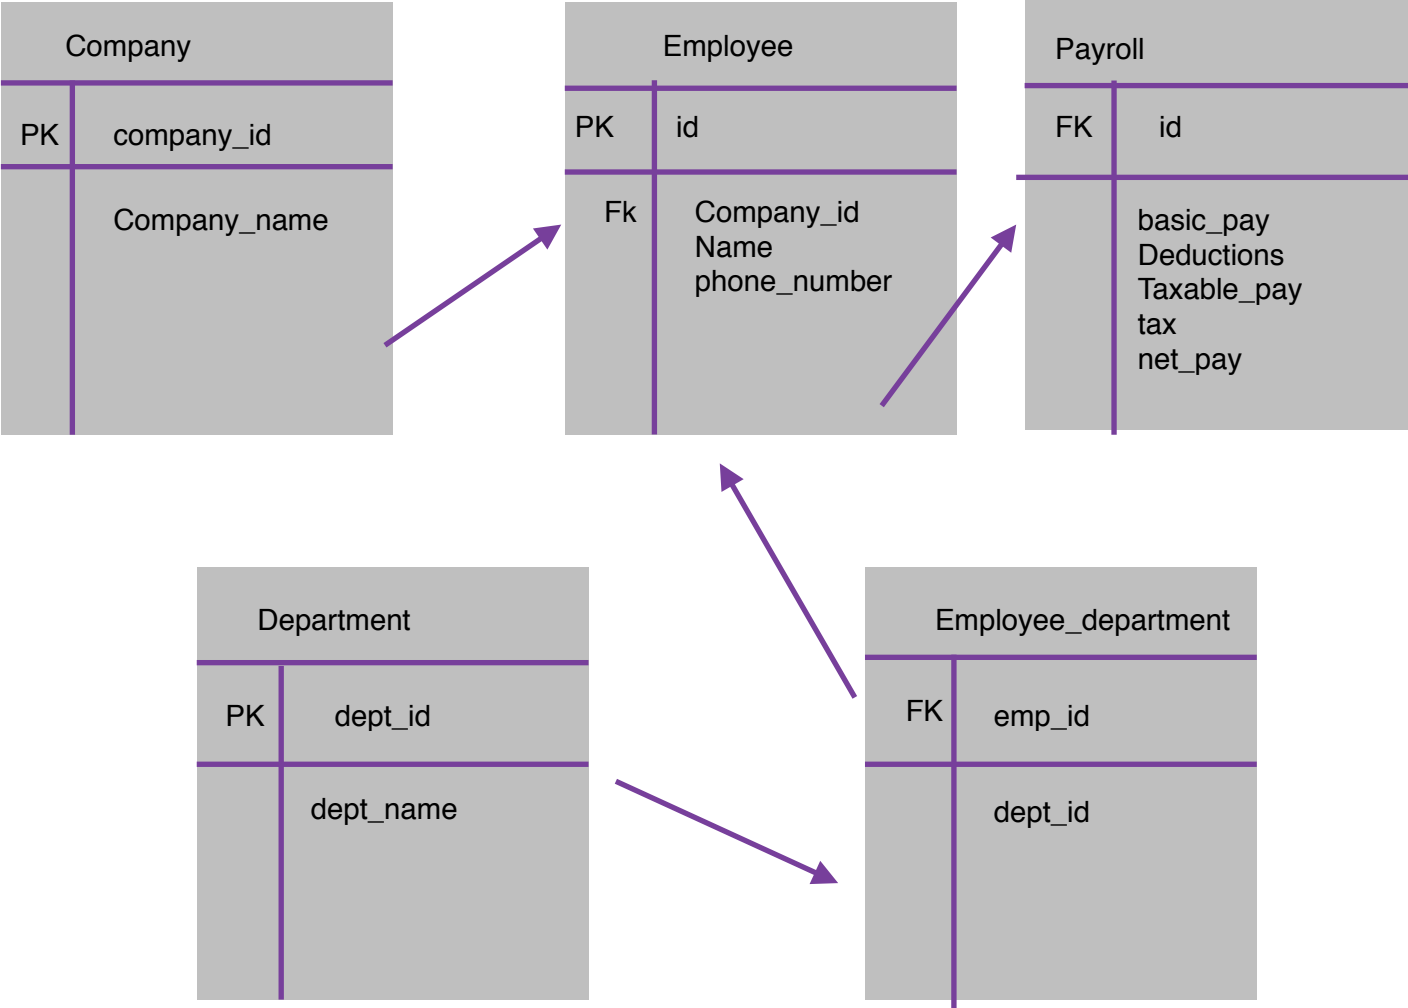 Company
PK company_id
Company_name
Employee
PK id
Fk Company_id
Name
phone_number
Payroll
FK id
basic_pay
Deductions
Taxable_pay
tax
net_pay
Department
PK dept_id
dept_name
Employee_department
FK emp_id
dept_id